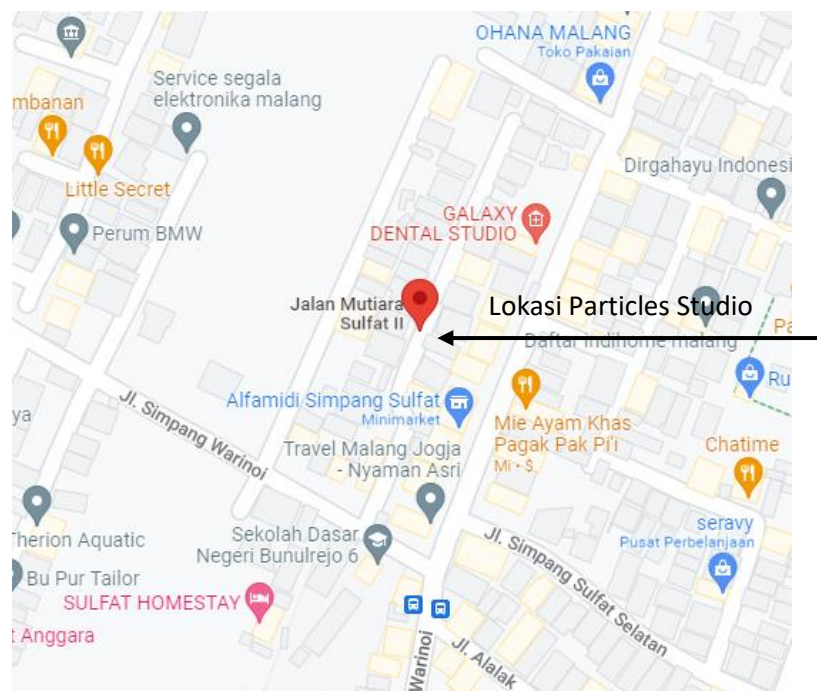 OHANA MALANG
Toko Pakaian
Service segala
elektronika malang
mbanan
Little Secret
Dirgahayu Indonesi
GALAXY
DENTAL STUDIO
Perum BMW
Jalan Mutiara
Sulfat II
Lokasi Particles Studio
Daftar Indihome malang
Pa
Ru
Alfamidi Simpang Sulfat
Minimarket
Mie Ayam Khas
Pagak Pak Pi'i
Mi • $
Chatime
Jl. Simpang Warinoi
ya
Travel Malang Jogja
- Nyaman Asri
seravy
Pusat Perbelanjaan
Therion Aquatic
Sekolah Dasar
Negeri Bunulrejo 6
Jl. Simpang Sulfat Selatan
Bu Pur Tailor
SULFAT HOMESTAY
t Anggara
Warinoi
Jl. Alalak